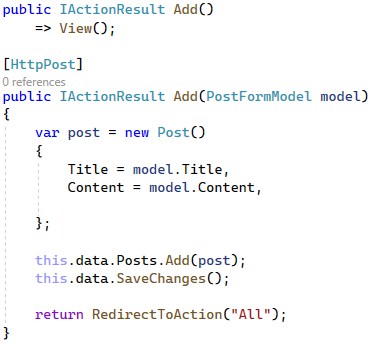 public IActionResult Add()
    => View();
[HttpPost]
0 references
public IActionResult Add(PostFormModel model)
{
    var post = new Post()
    {
        Title = model.Title,
        Content = model.Content,
    };
    this.data.Posts.Add(post);
    this.data.SaveChanges();
    return RedirectToAction("All");
}